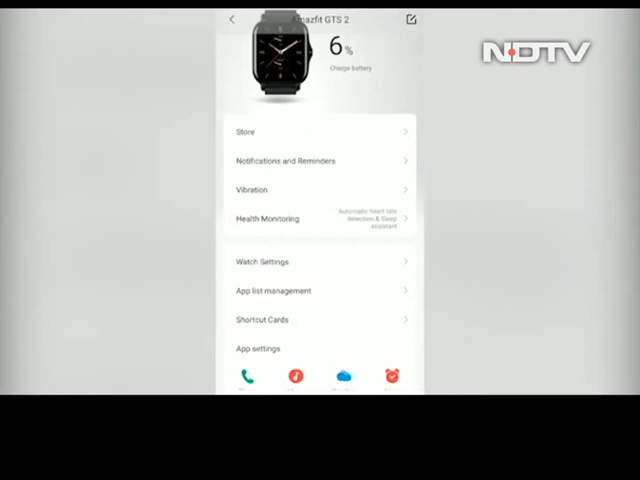 Amazfit GTS 2
NDTV
6%
Charge battery
Store
Notifications and Reminders
Vibration
Health Monitoring
Automatic heart rate
detection & Sleep
assistant
Watch Settings
App list management
Shortcut Cards
App settings